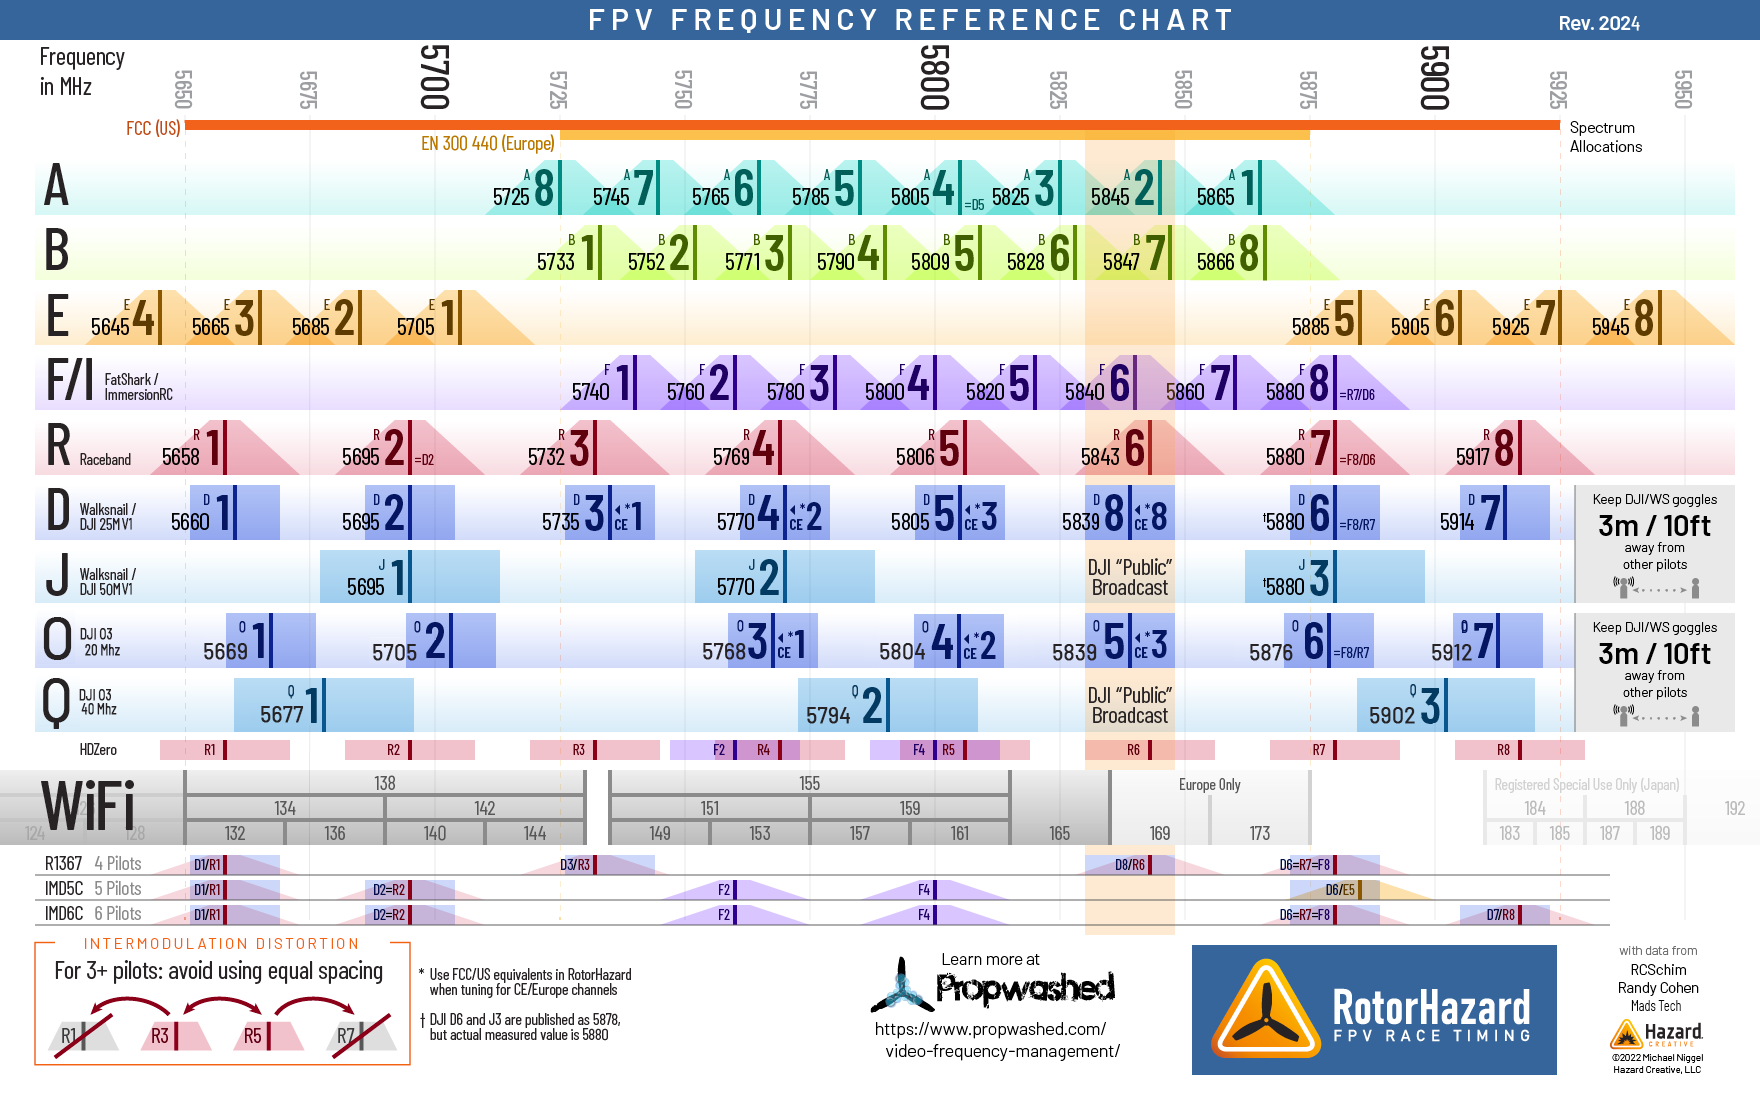 FPV FREQUENCY REFERENCE CHART
Rev. 2024
Frequency
in MHz
5650 5675 5700 5725 5750 5775 5800 5825 5850 5875 5900 5925 5950
FCC (US)
EN 300 440 (Europe)
Spectrum
Allocations
A
A 5725 8 A 5745 7 A 5765 6 A 5785 5 A 5805 4 =D5 A 5825 3 A 5845 2 A 5865 1
B
B 5733 1 B 5752 2 B 5771 3 B 5790 4 B 5809 5 B 5828 6 B 5847 7 B 5866 8
E
E 5645 4 E 5665 3 E 5685 2 E 5705 1 E 5885 5 E 5905 6 E 5925 7 E 5945 8
F/I FatShark /
ImmersionRC
F 5740 1 F 5760 2 F 5780 3 F 5800 4 F 5820 5 F 5840 6 F 5860 7 F 5880 8 =R7/D6
R Raceband
R 5658 1 R 5695 2 =D2 R 5732 3 R 5769 4 R 5806 5 R 5843 6 R 5880 7 =F8/D6 R 5917 8
D Walksnail /
DJI 25M V1
D 5660 1 D 5695 2 D 5735 3 CE *1 D 5770 4 CE *2 D 5805 5 CE *3 D 5839 8 CE *8 D †5880 6 =F8/R7 D 5914 7
Keep DJI/WS goggles
3m / 10ft
away from
other pilots
J Walksnail /
DJI 50M V1
J 5695 1 5770 2 DJI “Public”
Broadcast
J †5880 3
O DJI O3
20 Mhz
O 5669 1 O 5705 2 O 5768 3 CE *1 O 5804 4 CE *2 O 5839 5 CE *3 O 5876 6 =F8/R7 5912 7
Keep DJI/WS goggles
3m / 10ft
away from
other pilots
Q DJI O3
40 Mhz
Q 5677 1 Q 5794 2 DJI “Public”
Broadcast
Q 5902 3
HDZero R1 R2 R3 F2 R4 F4 R5 R6 R7 R8
WiFi
138 155 Europe Only Registered Special Use Only (Japan)
134 142 151 159 184 188 192
124 128 132 136 140 144 149 153 157 161 165 169 173 183 185 187 189
R1367 4 Pilots D1/R1 D3/R3 D8/R6 D6=R7=F8
IMD5C 5 Pilots D1/R1 D2=R2 F2 F4 D6/E5
IMD6C 6 Pilots D1/R1 D2=R2 F2 F4 D6=R7=F8 D7/R8
INTERMODULATION DISTORTION
For 3+ pilots: avoid using equal spacing
R1 R3 R5 R7
* Use FCC/US equivalents in RotorHazard
when tuning for CE/Europe channels
† DJI D6 and J3 are published as 5878,
but actual measured value is 5880
Learn more at
Propwashed
https://www.propwashed.com/
video-frequency-management/
RotorHazard
FPV RACE TIMING
with data from
RCSchim
Randy Cohen
Mads Tech
Hazard
CREATIVE
©2022 Michael Niggel
Hazard Creative, LLC